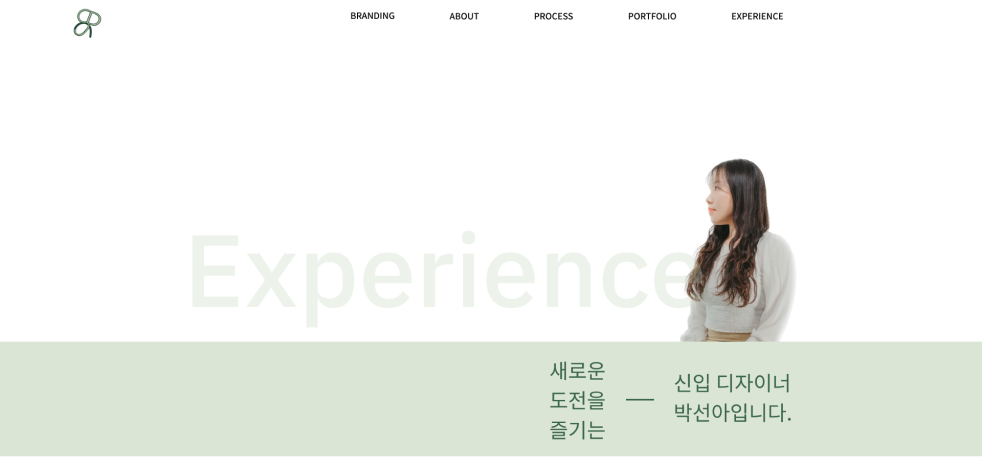 BRANDING
ABOUT
PROCESS
PORTFOLIO
EXPERIENCE
Experience
새로운
도전을
즐기는
신입 디자이너
박선아입니다.